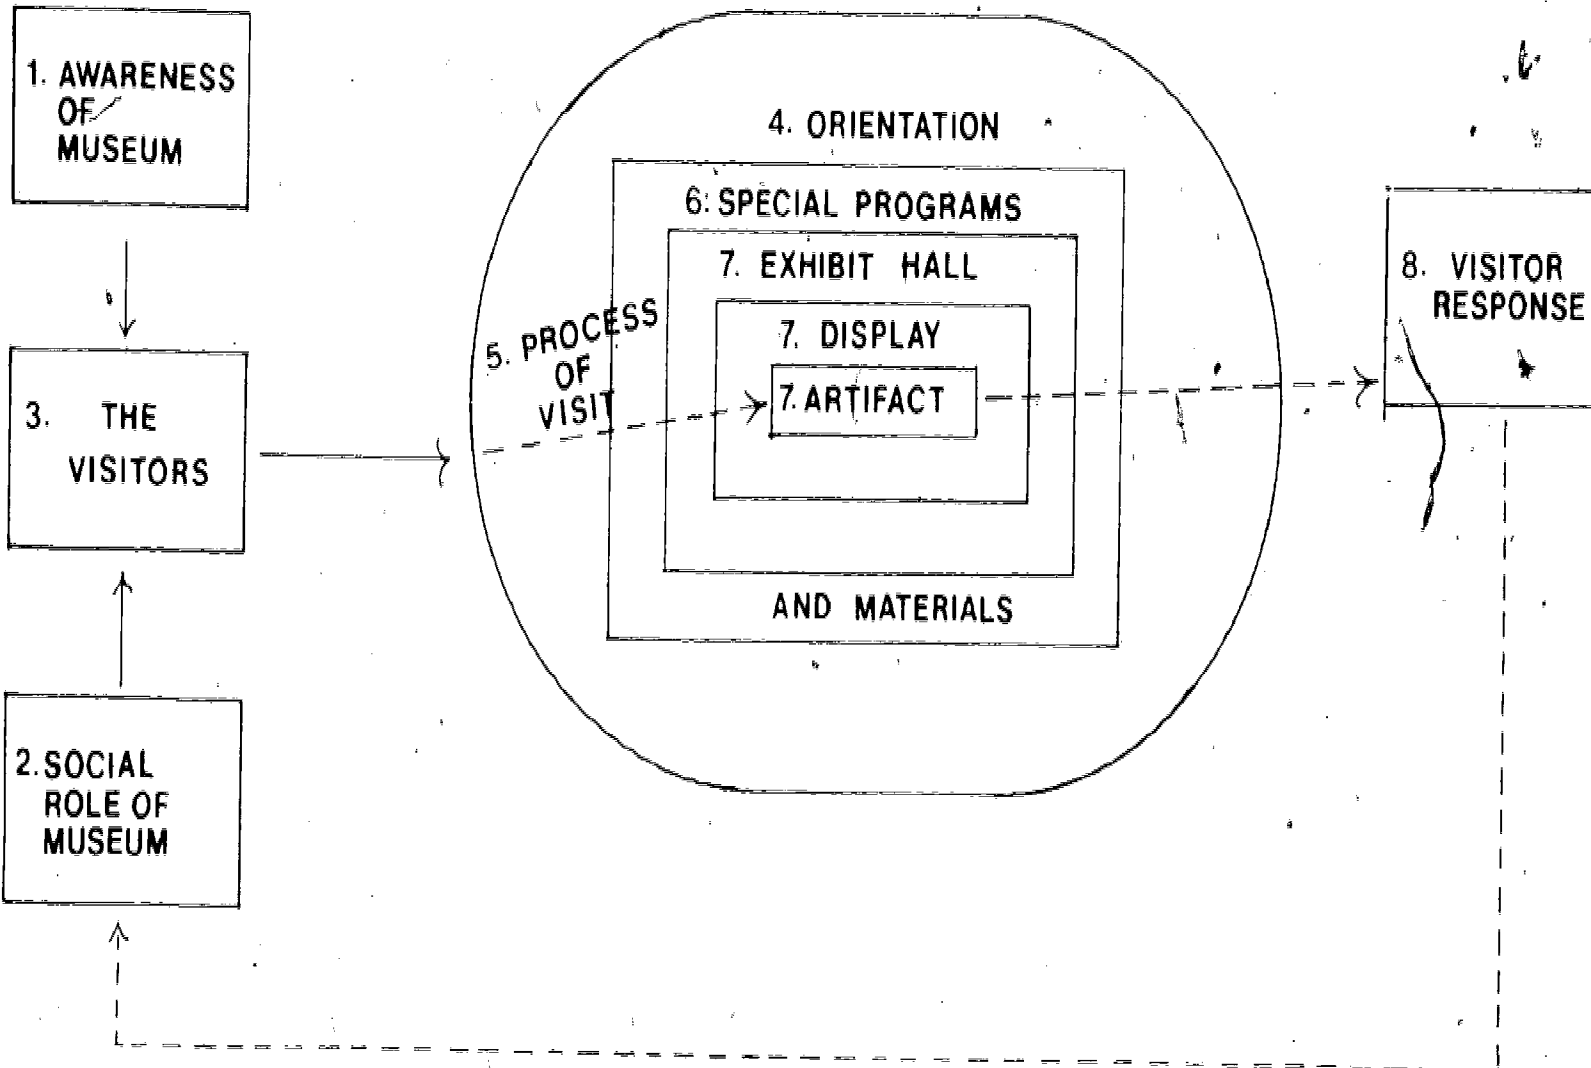 1. AWARENESS
OF
MUSEUM
3. THE
VISITORS
2. SOCIAL
ROLE OF
MUSEUM
4. ORIENTATION
5. PROCESS
OF
VISIT
6. SPECIAL PROGRAMS
7. EXHIBIT HALL
7. DISPLAY
7. ARTIFACT
AND MATERIALS
8. VISITOR
RESPONSE